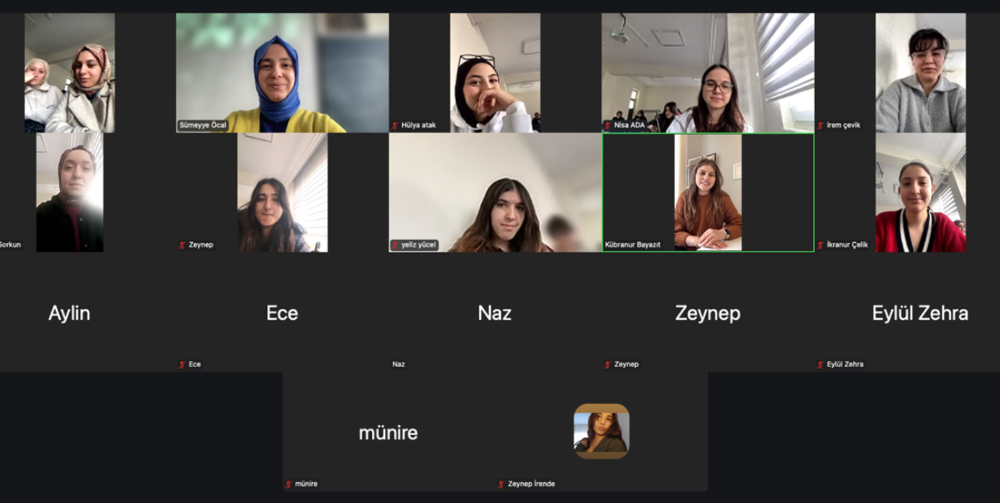 Sümeyye Öcal
Hülya atak
Nisa ADA
irem çevik
Sorkun
Zeynep
yeliz yücel
Kübranur Bayazıt
İkranur Çelik
Aylin
Ece
Naz
Zeynep
Eylül Zehra
Ece
Naz
Zeynep
Eylül Zehra
münire
münire
Zeynep İrende